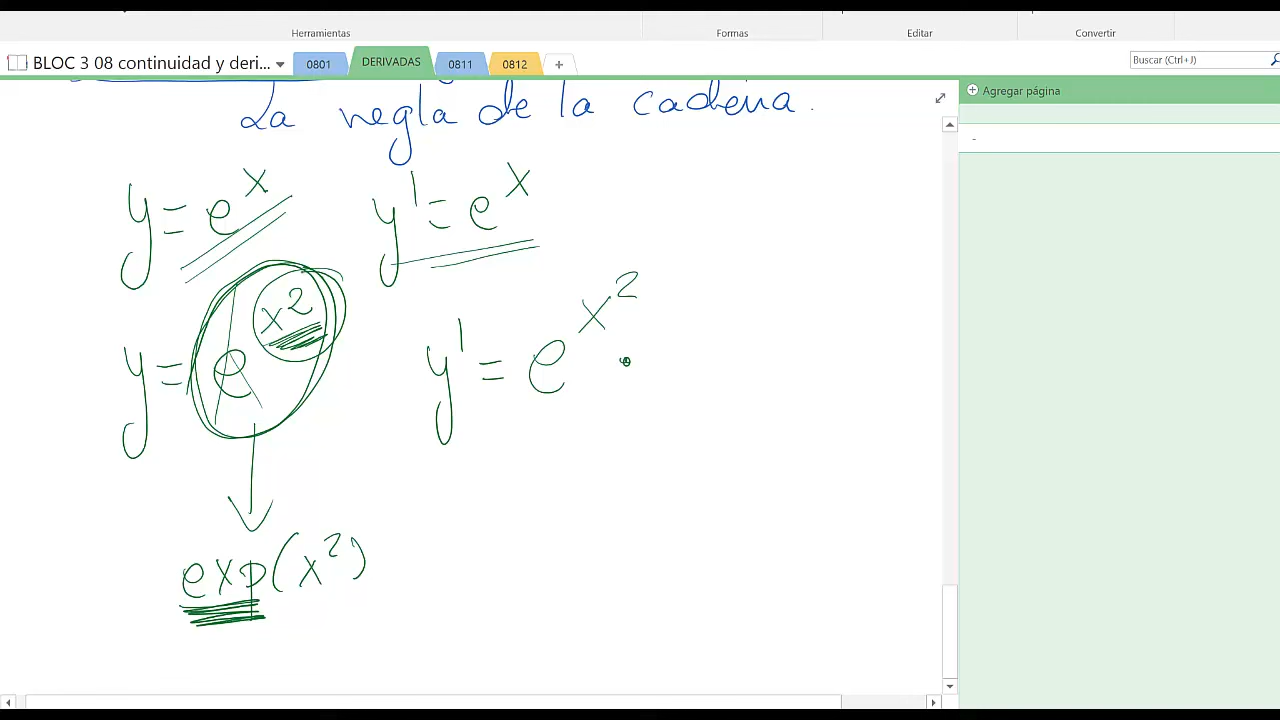 Herramientas Formas Editar Convertir
BLOC 3 08 continuidad y deri... 0801 DERIVADAS 0811 0812 + Buscar (Ctrl+J)
Agregar página
La regla de la cadena.
y = e^x y' = e^x
y = e^x² y' = e^x² ·
exp(x²)